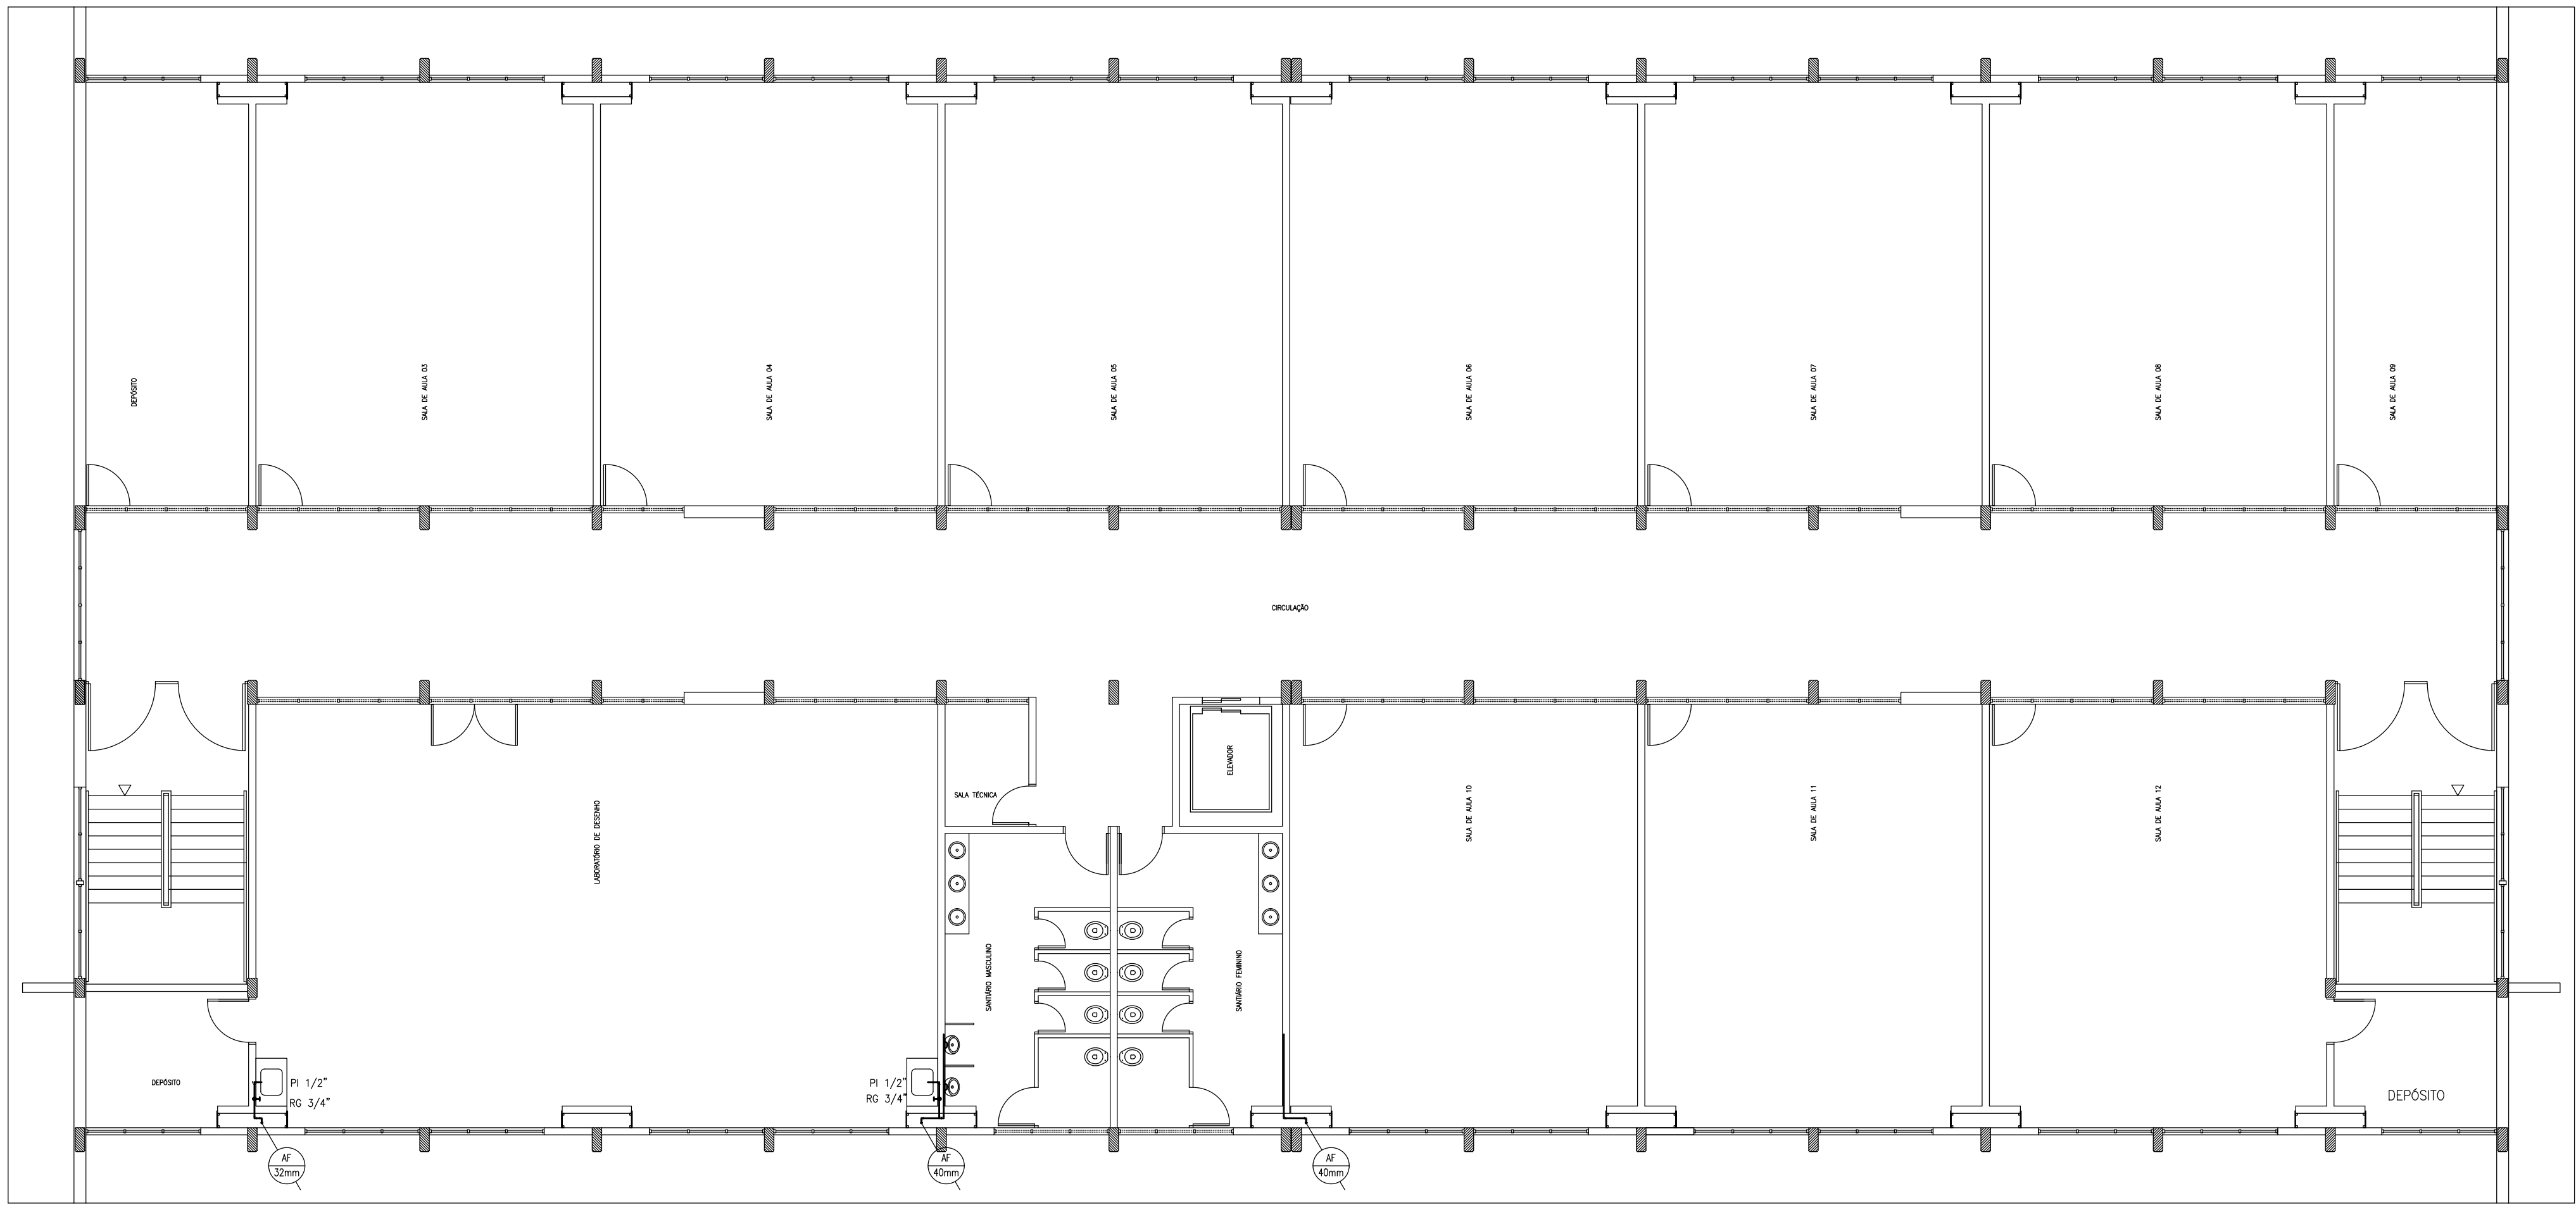 DEPÓSITO
SALA DE AULA 03
SALA DE AULA 04
SALA DE AULA 05
SALA DE AULA 06
SALA DE AULA 07
SALA DE AULA 08
SALA DE AULA 09
CIRCULAÇÃO
LABORATÓRIO DE DESENHO
SALA TÉCNICA
ELEVADOR
SALA DE AULA 10
SALA DE AULA 11
SALA DE AULA 12
SANTIÁRIO MASCULINO
SANTIÁRIO FEMININO
DEPÓSITO
PI 1/2"
RG 3/4"
PI 1/2"
RG 3/4"
DEPÓSITO
AF
32mm
AF
40mm
AF
40mm